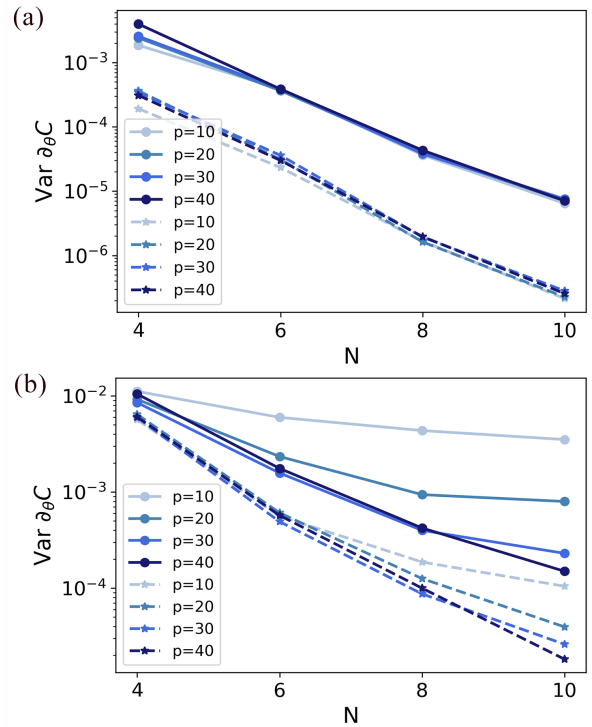 (a)
10⁻³
10⁻⁴
10⁻⁵
10⁻⁶
Var ∂θC
p=10
p=20
p=30
p=40
p=10
p=20
p=30
p=40
4 6 8 10
N
(b)
10⁻²
10⁻³
10⁻⁴
Var ∂θC
p=10
p=20
p=30
p=40
p=10
p=20
p=30
p=40
4 6 8 10
N